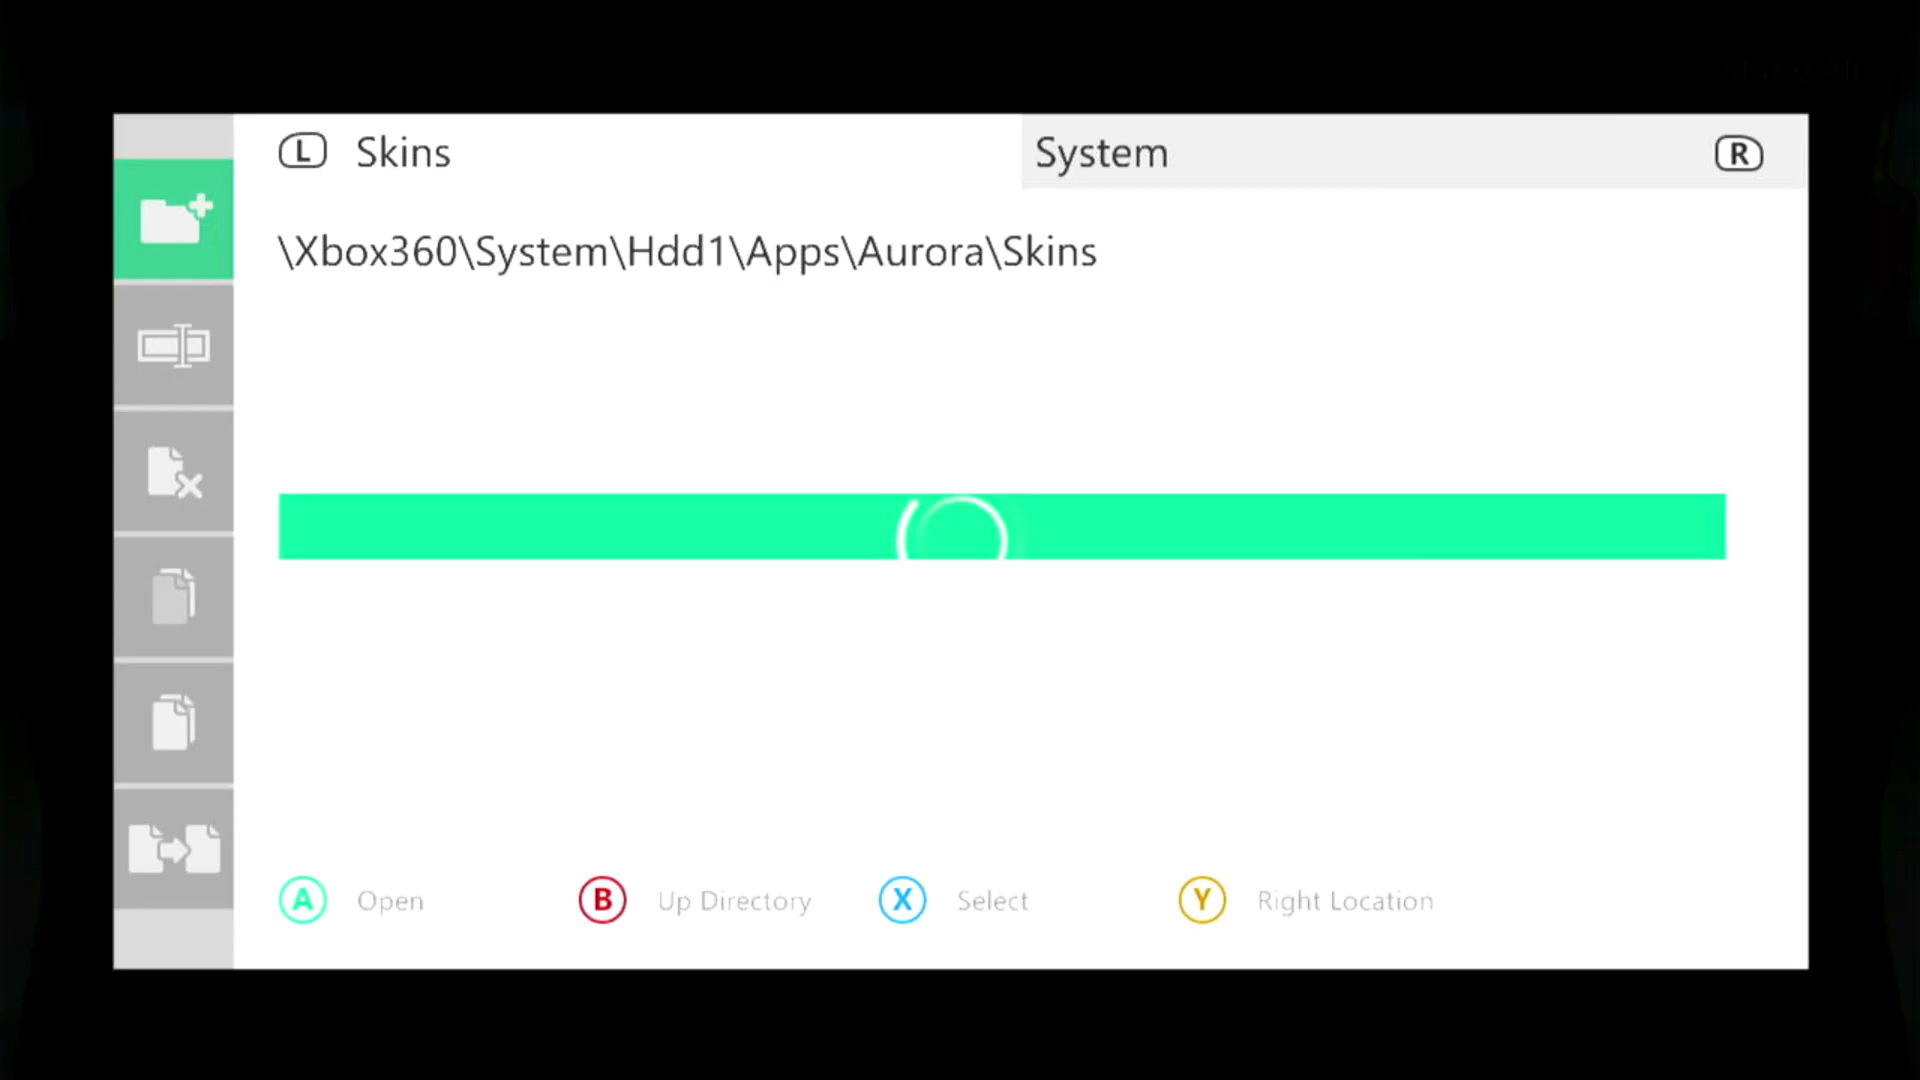 L Skins System R
\Xbox360\System\Hdd1\Apps\Aurora\Skins
A Open B Up Directory X Select Y Right Location